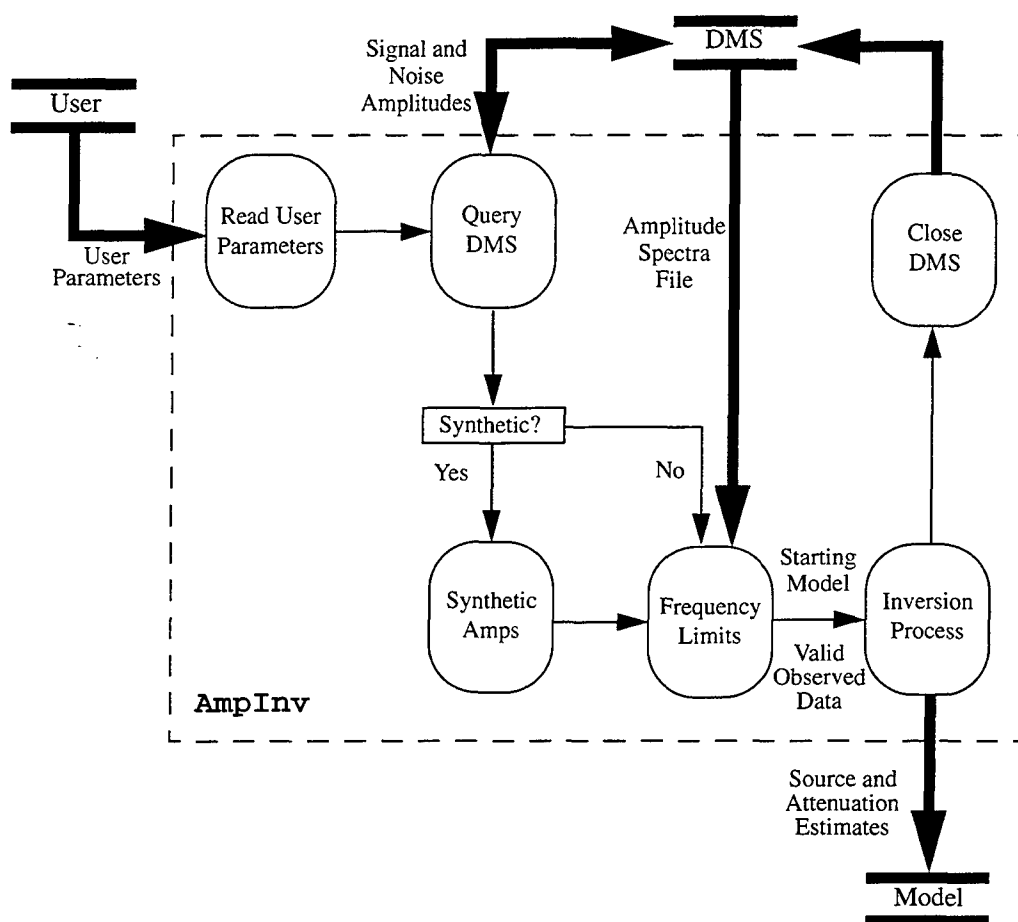 Signal and
Noise
Amplitudes
DMS
User
User
Parameters
Read User
Parameters
Query
DMS
Amplitude
Spectra
File
Close
DMS
Synthetic?
Yes
No
Synthetic
Amps
Frequency
Limits
Starting
Model
Valid
Observed
Data
Inversion
Process
AmpInv
Source and
Attenuation
Estimates
Model